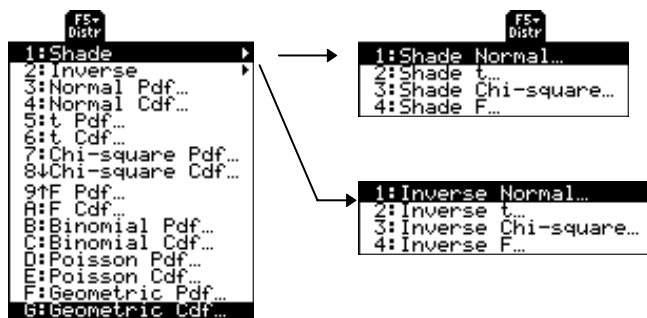 F5▾
Distr
1:Shade ▸
2:Inverse ▸
3:Normal Pdf…
4:Normal Cdf…
5:t Pdf…
6:t Cdf…
7:Chi-square Pdf…
8↓Chi-square Cdf…
9↑F Pdf…
A:F Cdf…
B:Binomial Pdf…
C:Binomial Cdf…
D:Poisson Pdf…
E:Poisson Cdf…
F:Geometric Pdf…
G:Geometric Cdf…
F5▾
Distr
1:Shade Normal…
2:Shade t…
3:Shade Chi-square…
4:Shade F…
1:Inverse Normal…
2:Inverse t…
3:Inverse Chi-square…
4:Inverse F…